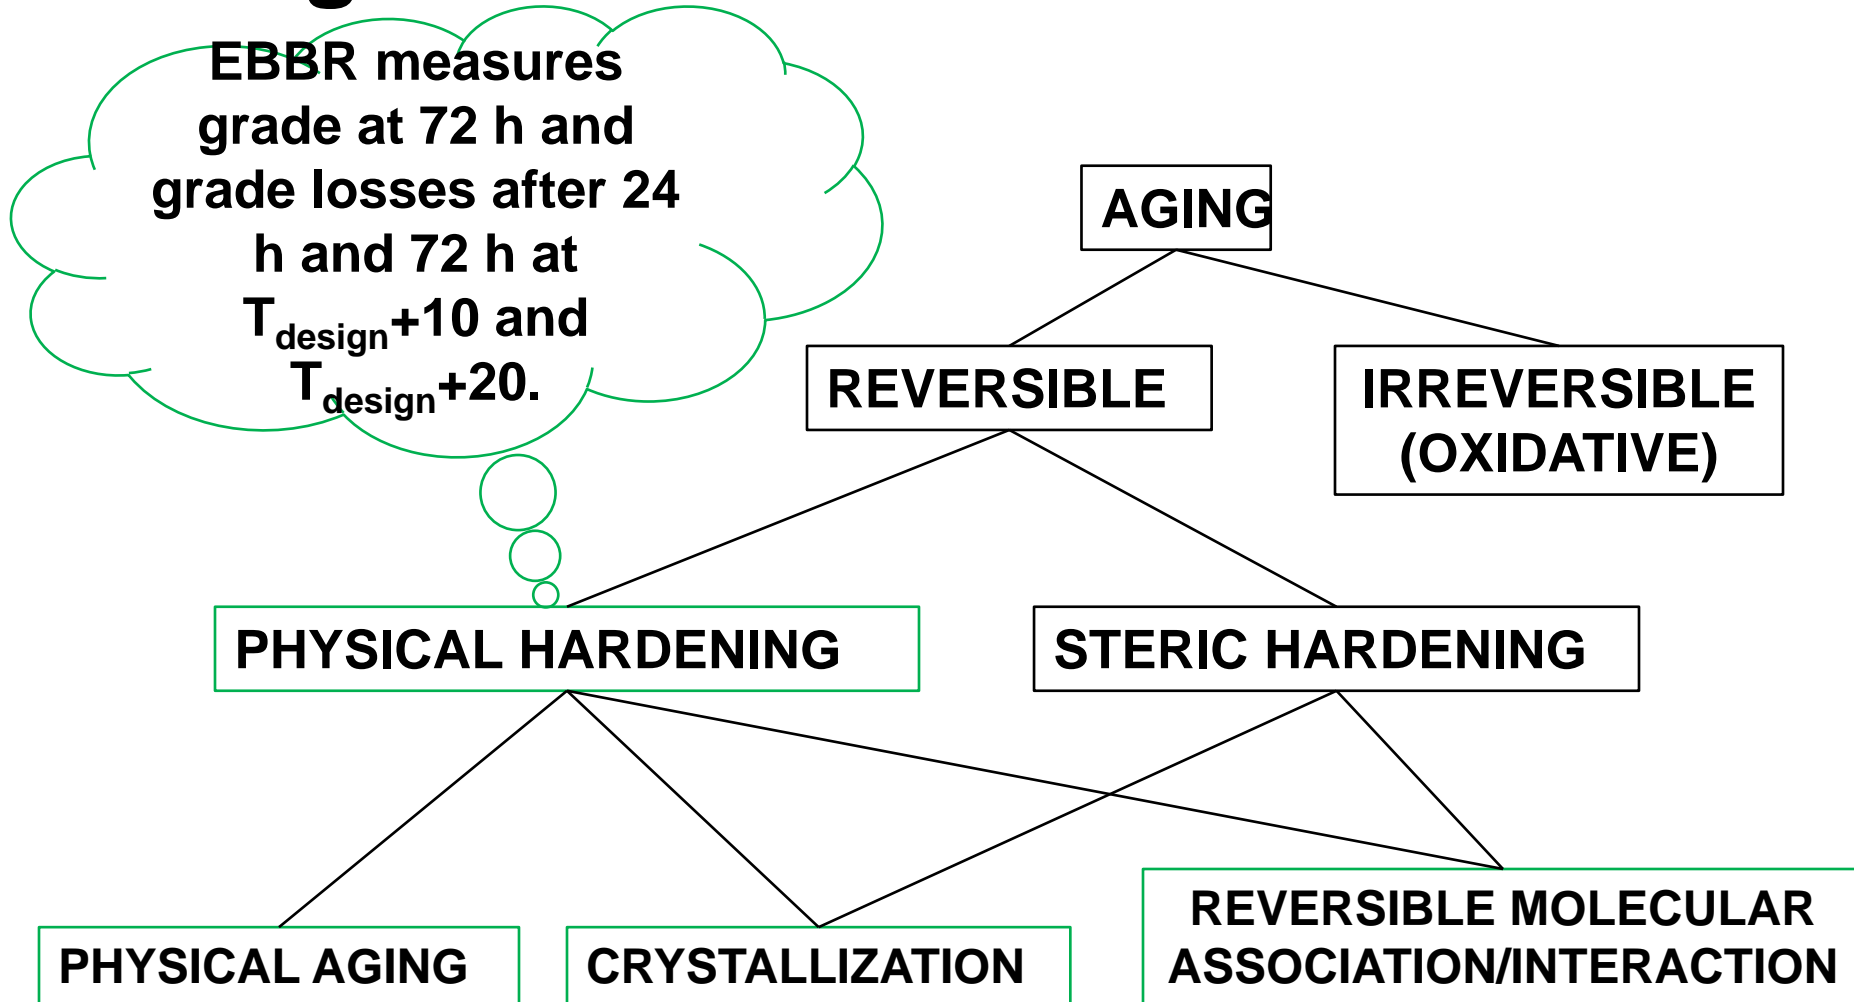 EBBR measures
grade at 72 h and
grade losses after 24
h and 72 h at
Tdesign+10 and
Tdesign+20.
AGING
REVERSIBLE
IRREVERSIBLE
(OXIDATIVE)
PHYSICAL HARDENING
STERIC HARDENING
PHYSICAL AGING
CRYSTALLIZATION
REVERSIBLE MOLECULAR
ASSOCIATION/INTERACTION